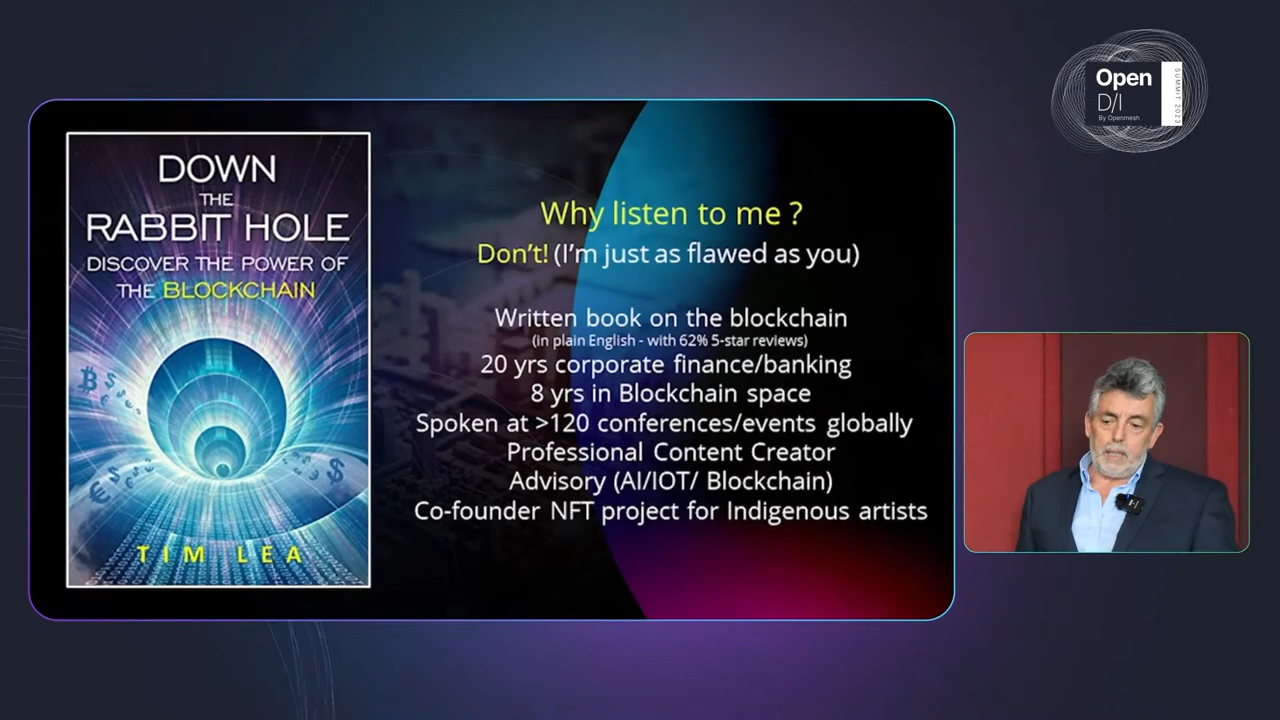 DOWN
THE
RABBIT HOLE
DISCOVER THE POWER OF
THE BLOCKCHAIN
TIM LEA
Why listen to me ?
Don't! (I'm just as flawed as you)
Written book on the blockchain
(in plain English - with 62% 5-star reviews)
20 yrs corporate finance/banking
8 yrs in Blockchain space
Spoken at >120 conferences/events globally
Professional Content Creator
Advisory (AI/IOT/ Blockchain)
Co-founder NFT project for Indigenous artists
Open
D/I
By Openmesh
SUMMIT 2023